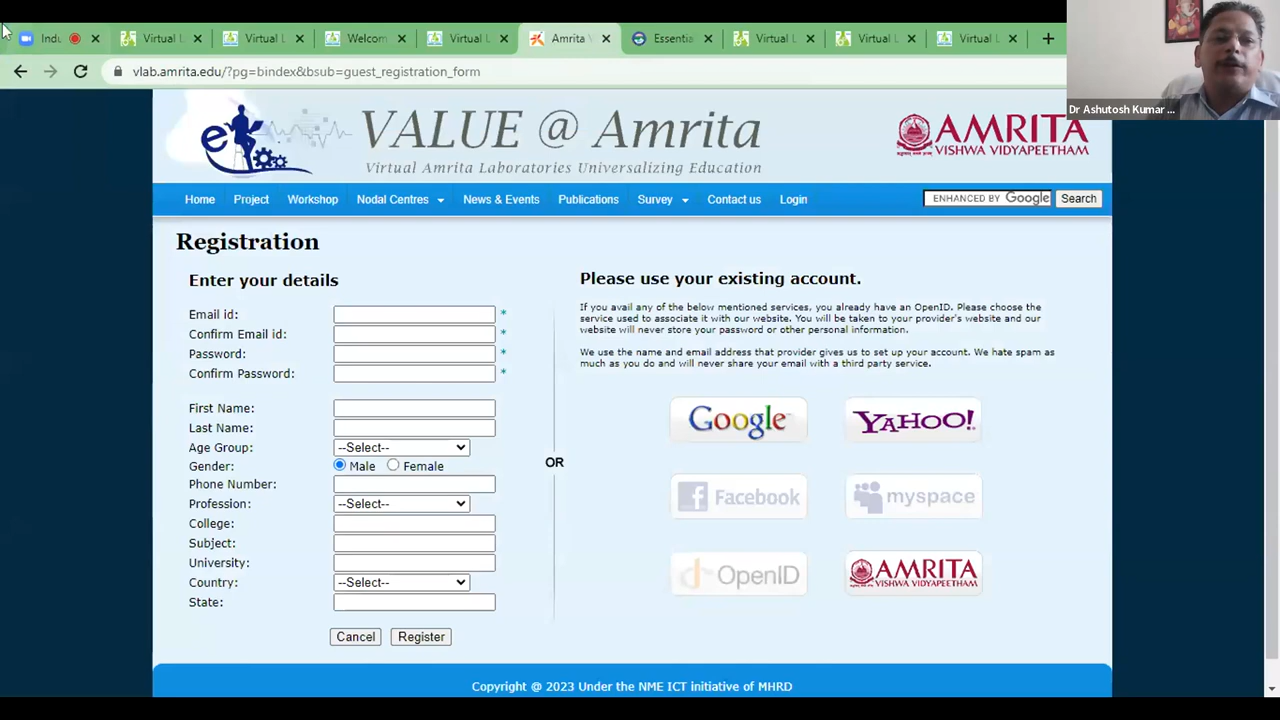 Indu
Virtual L
Virtual L
Welcom
Virtual L
Amrita V
Essentia
Virtual L
Virtual L
Virtual L
vlab.amrita.edu/?pg=bindex&bsub=guest_registration_form
Dr Ashutosh Kumar ...
e
VALUE @ Amrita
Virtual Amrita Laboratories Universalizing Education
AMRITA
VISHWA VIDYAPEETHAM
Home Project Workshop Nodal Centres News & Events Publications Survey Contact us Login
ENHANCED BY Google Search
Registration
Enter your details
Email id: *
Confirm Email id: *
Password: *
Confirm Password: *
First Name:
Last Name:
Age Group: --Select--
Gender: Male Female
Phone Number:
Profession: --Select--
College:
Subject:
University:
Country: --Select--
State:
Cancel Register
OR
Please use your existing account.
If you avail any of the below mentioned services, you already have an OpenID. Please choose the
service used to associate it with our website. You will be taken to your provider's website and our
website will never store your password or other personal information.
We use the name and email address that provider gives us to set up your account. We hate spam as
much as you do and will never share your email with a third party service.
Google YAHOO!
Facebook myspace
OpenID AMRITA
VISHWA VIDYAPEETHAM
Copyright @ 2023 Under the NME ICT initiative of MHRD